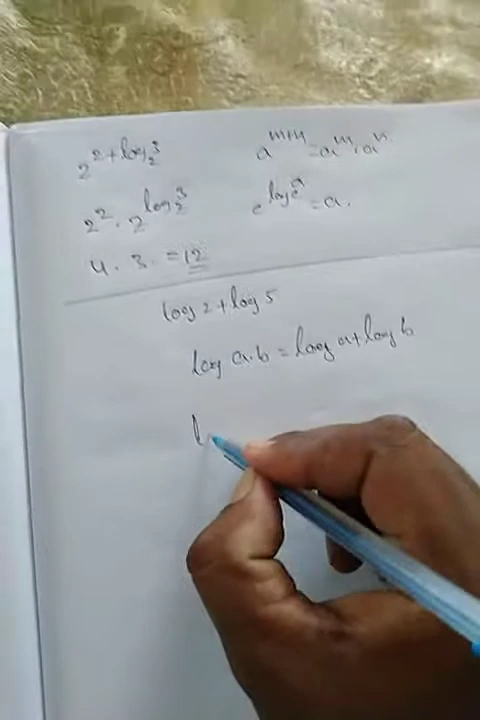 2^{2+log_2 3} a^{m+n} = a^m . a^n.
2^2 . 2^{log_2 3} e^{log_e a} = a.
4 . 3. = 12
log 2 + log 5
log a.b = log a + log b
l